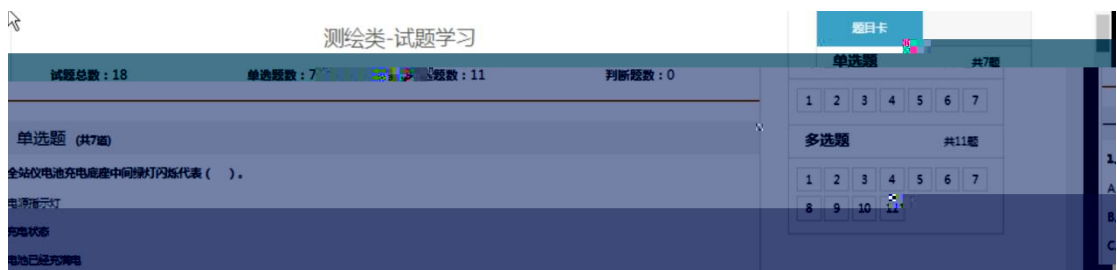 测绘类-试题学习
试题总数：18
单选题数：7
题数：11
判断题数：0
单选题 (共7道)
全站仪电池充电底座中间绿灯闪烁代表（ ）。
电源指示灯
充电状态
电池已经充满电
题目卡
单选题
共7题
1 2 3 4 5 6 7
多选题
共11题
1 2 3 4 5 6 7
8 9 10 11
1.
A
B.
C